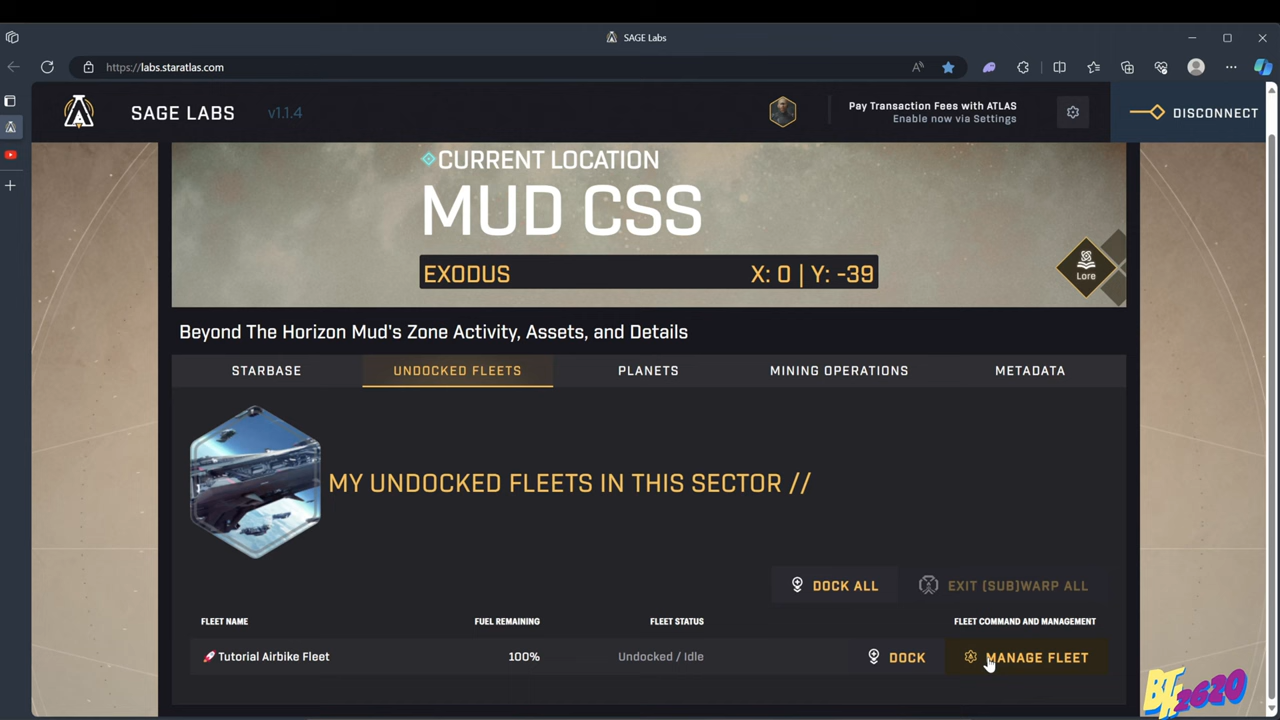 SAGE Labs
https://labs.staratlas.com
SAGE LABS v1.1.4
Pay Transaction Fees with ATLAS
Enable now via Settings
DISCONNECT
CURRENT LOCATION
MUD CSS
EXODUS X: 0 | Y: -39
Lore
Beyond The Horizon Mud's Zone Activity, Assets, and Details
STARBASE UNDOCKED FLEETS PLANETS MINING OPERATIONS METADATA
MY UNDOCKED FLEETS IN THIS SECTOR //
DOCK ALL EXIT (SUB)WARP ALL
FLEET NAME FUEL REMAINING FLEET STATUS FLEET COMMAND AND MANAGEMENT
Tutorial Airbike Fleet 100% Undocked / Idle DOCK MANAGE FLEET